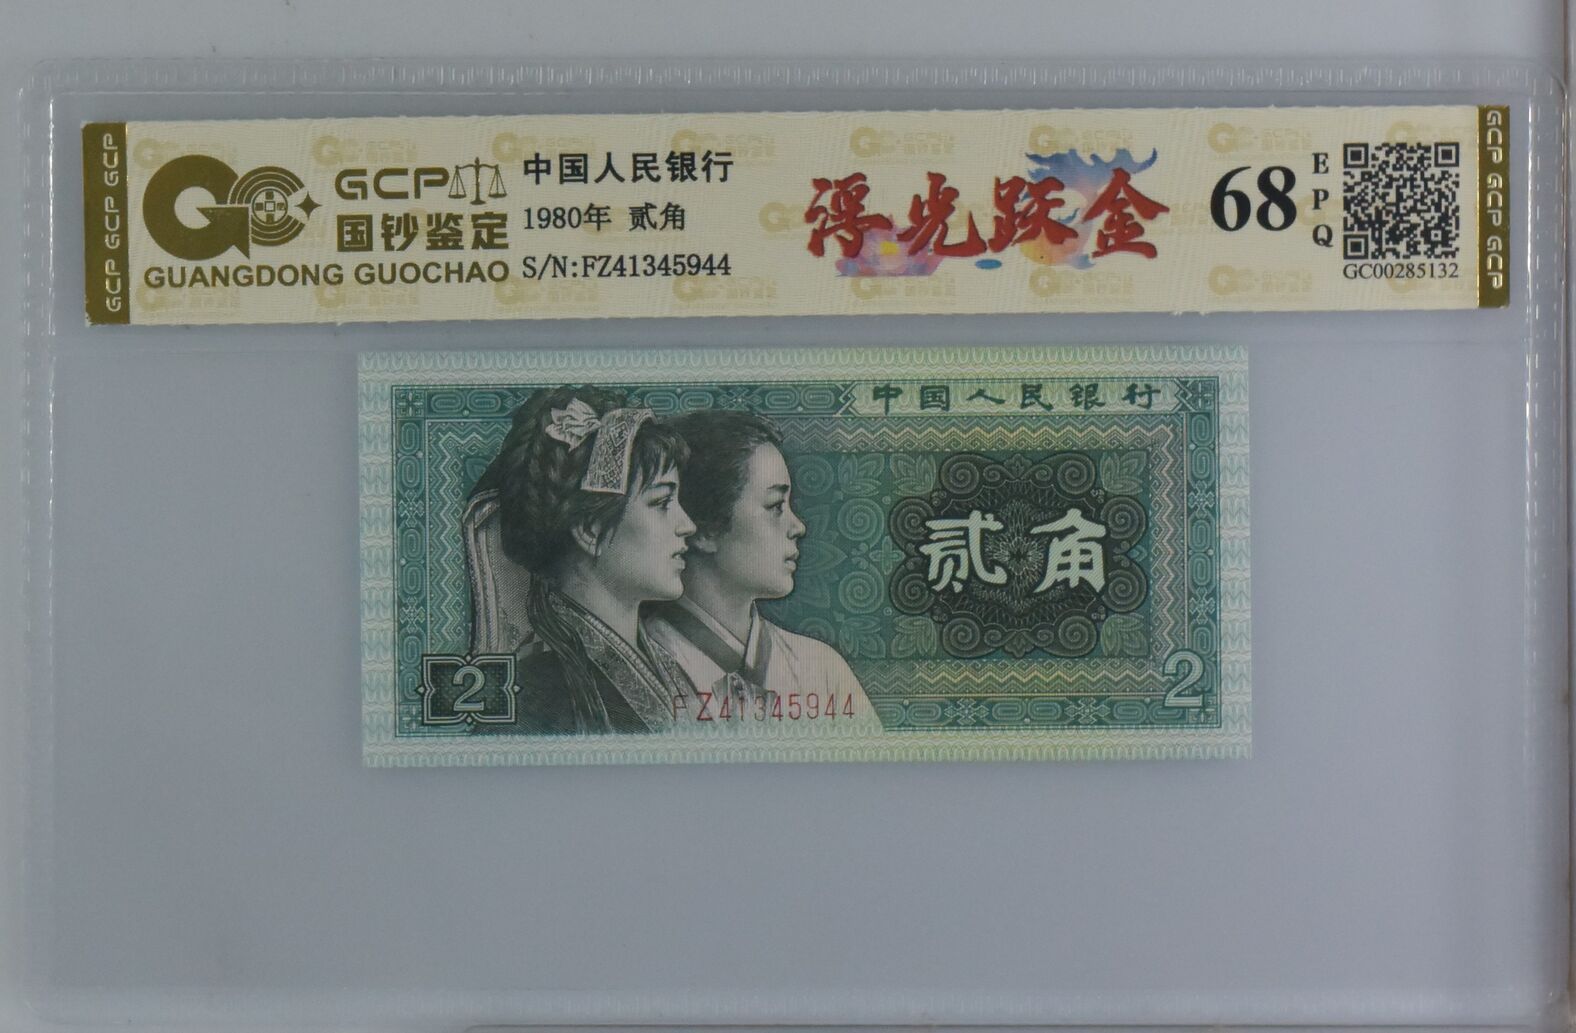 GCP GCP GCP
GCP
国钞鉴定
GUANGDONG GUOCHAO
中国人民银行
1980年 贰角
S/N:FZ41345944
浮光跃金
68
EPQ
GC00285132
GCP GCP GCP
中国人民银行
贰角
2
2
FZ41345944